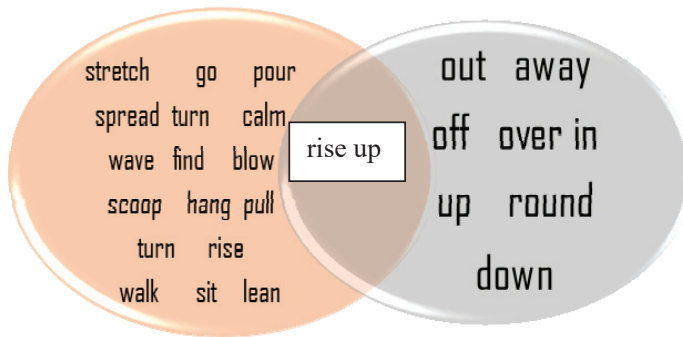 stretch go pour
spread turn calm
wave find blow
scoop hang pull
turn rise
walk sit lean
rise up
out away
off over in
up round
down